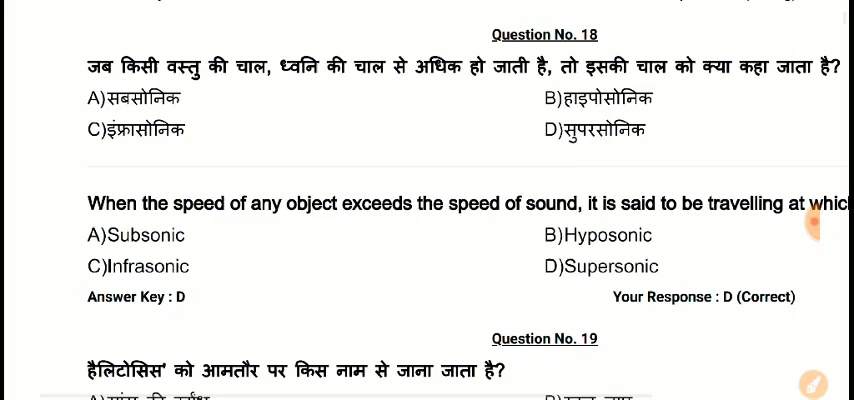 Question No. 18
जब किसी वस्तु की चाल, ध्वनि की चाल से अधिक हो जाती है, तो इसकी चाल को क्या कहा जाता है?
A)सबसोनिक B)हाइपोसोनिक
C)इंफ्रासोनिक D)सुपरसोनिक
When the speed of any object exceeds the speed of sound, it is said to be travelling at
A)Subsonic B)Hyposonic
C)Infrasonic D)Supersonic
Answer Key : D Your Response : D (Correct)
Question No. 19
हैलिटोसिस' को आमतौर पर किस नाम से जाना जाता है?